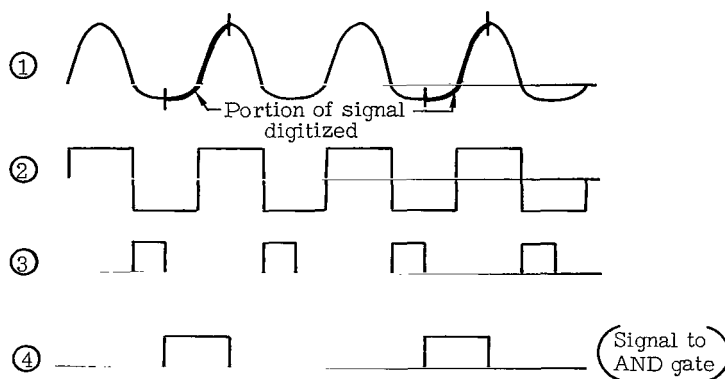 ①
Portion of signal
digitized
②
③
④
Signal to
AND gate